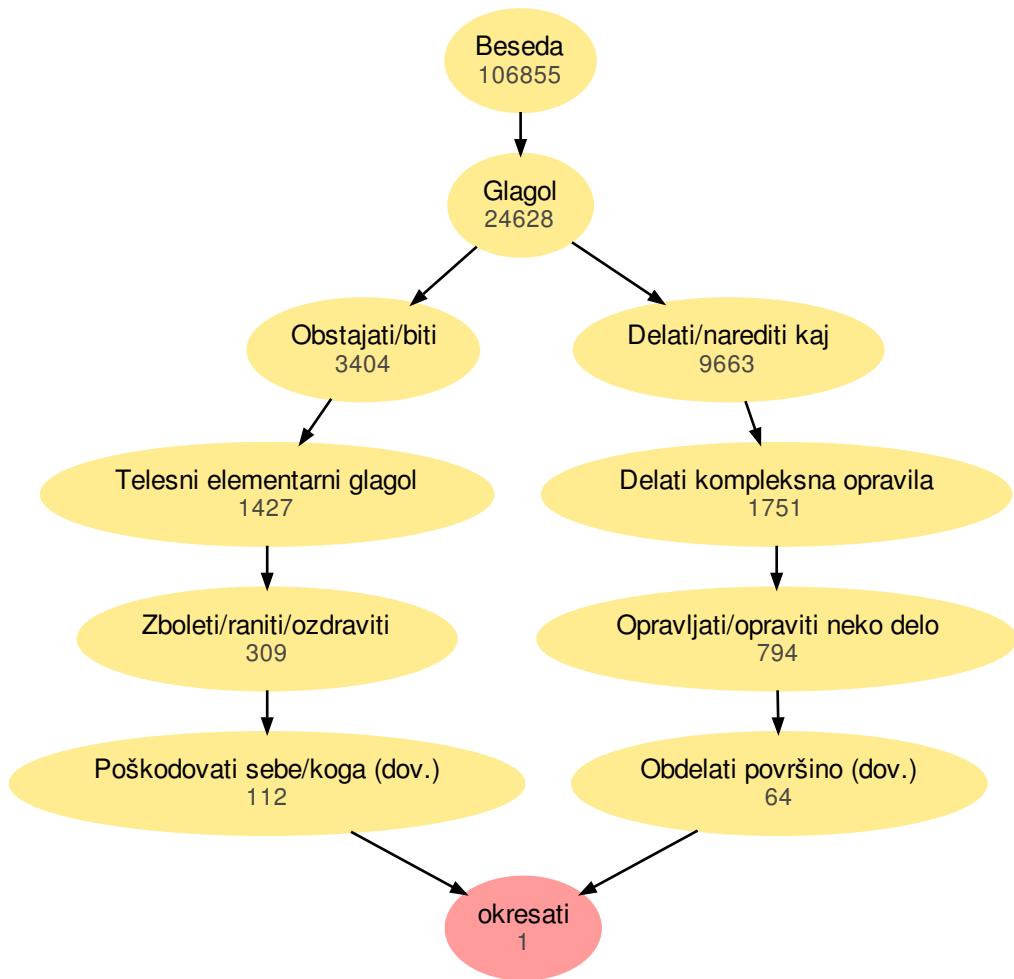 Beseda
106855
Glagol
24628
Obstajati/biti
3404
Delati/narediti kaj
9663
Telesni elementarni glagol
1427
Delati kompleksna opravila
1751
Zboleti/raniti/ozdraviti
309
Opravljati/opraviti neko delo
794
Poškodovati sebe/koga (dov.)
112
Obdelati površino (dov.)
64
okresati
1